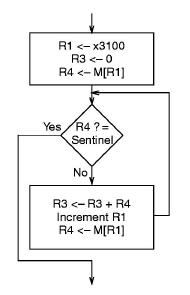 R1 <- x3100
R3 <- 0
R4 <- M[R1]
Yes
R4 ? =
Sentinel
No
R3 <- R3 + R4
Increment R1
R4 <- M[R1]